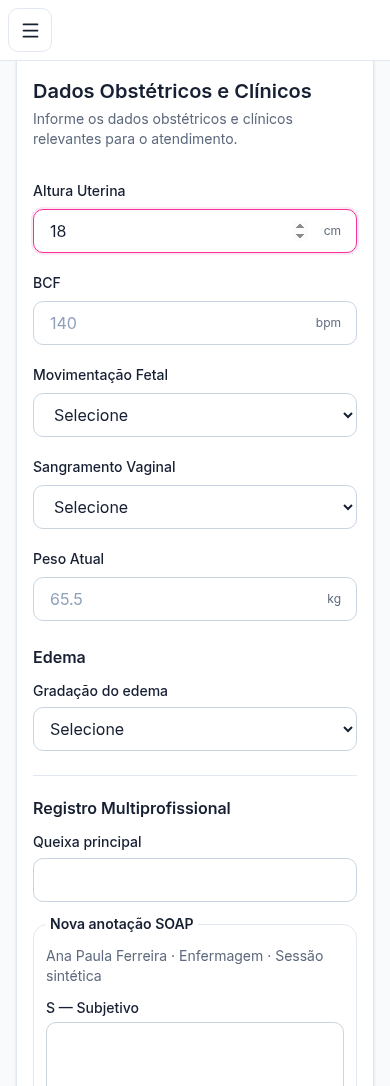 Dados Obstétricos e Clínicos
Informe os dados obstétricos e clínicos
relevantes para o atendimento.
Altura Uterina
18
cm
BCF
140
bpm
Movimentação Fetal
Selecione
Sangramento Vaginal
Selecione
Peso Atual
65.5
kg
Edema
Gradação do edema
Selecione
Registro Multiprofissional
Queixa principal
Nova anotação SOAP
Ana Paula Ferreira · Enfermagem · Sessão
sintética
S — Subjetivo